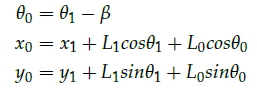 θ₀ = θ₁ − β
x₀ = x₁ + L₁cosθ₁ + L₀cosθ₀
y₀ = y₁ + L₁sinθ₁ + L₀sinθ₀